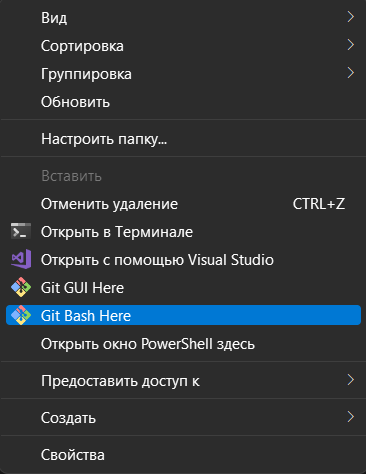 Вид
Сортировка
Группировка
Обновить
Настроить папку...
Вставить
Отменить удаление CTRL+Z
Открыть в Терминале
Открыть с помощью Visual Studio
Git GUI Here
Git Bash Here
Открыть окно PowerShell здесь
Предоставить доступ к
Создать
Свойства